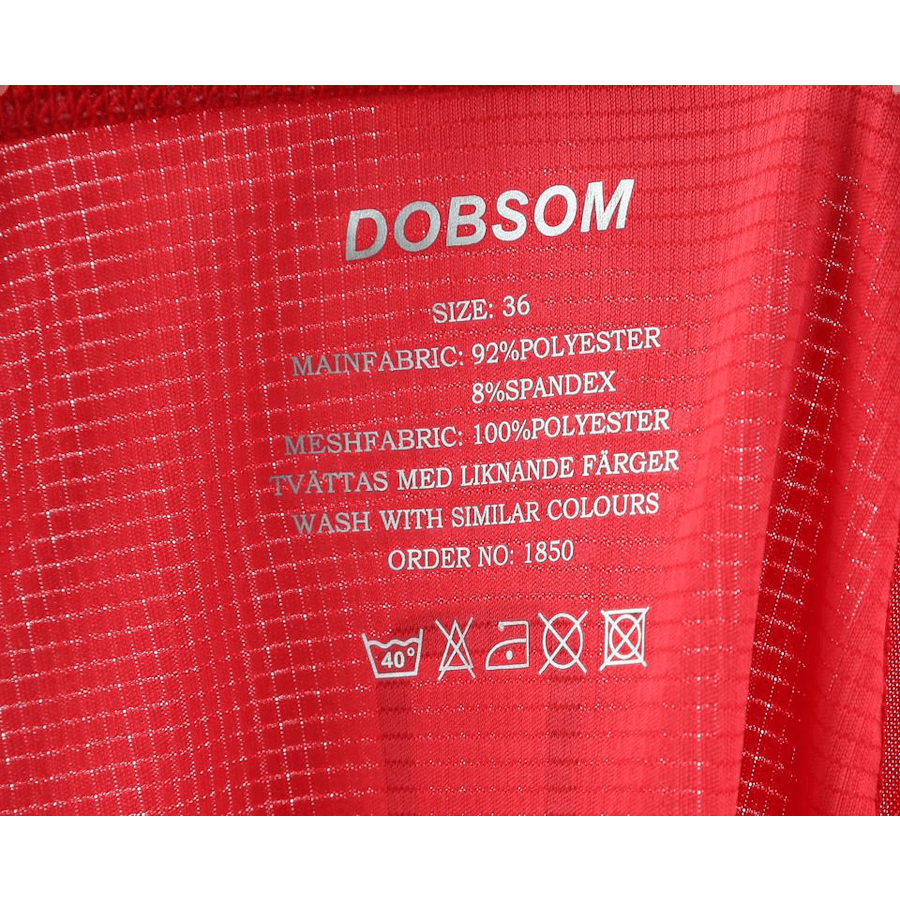 DOBSOM
SIZE: 36
MAINFABRIC: 92%POLYESTER
8%SPANDEX
MESHFABRIC: 100%POLYESTER
TVÄTTAS MED LIKNANDE FÄRGER
WASH WITH SIMILAR COLOURS
ORDER NO: 1850
40°